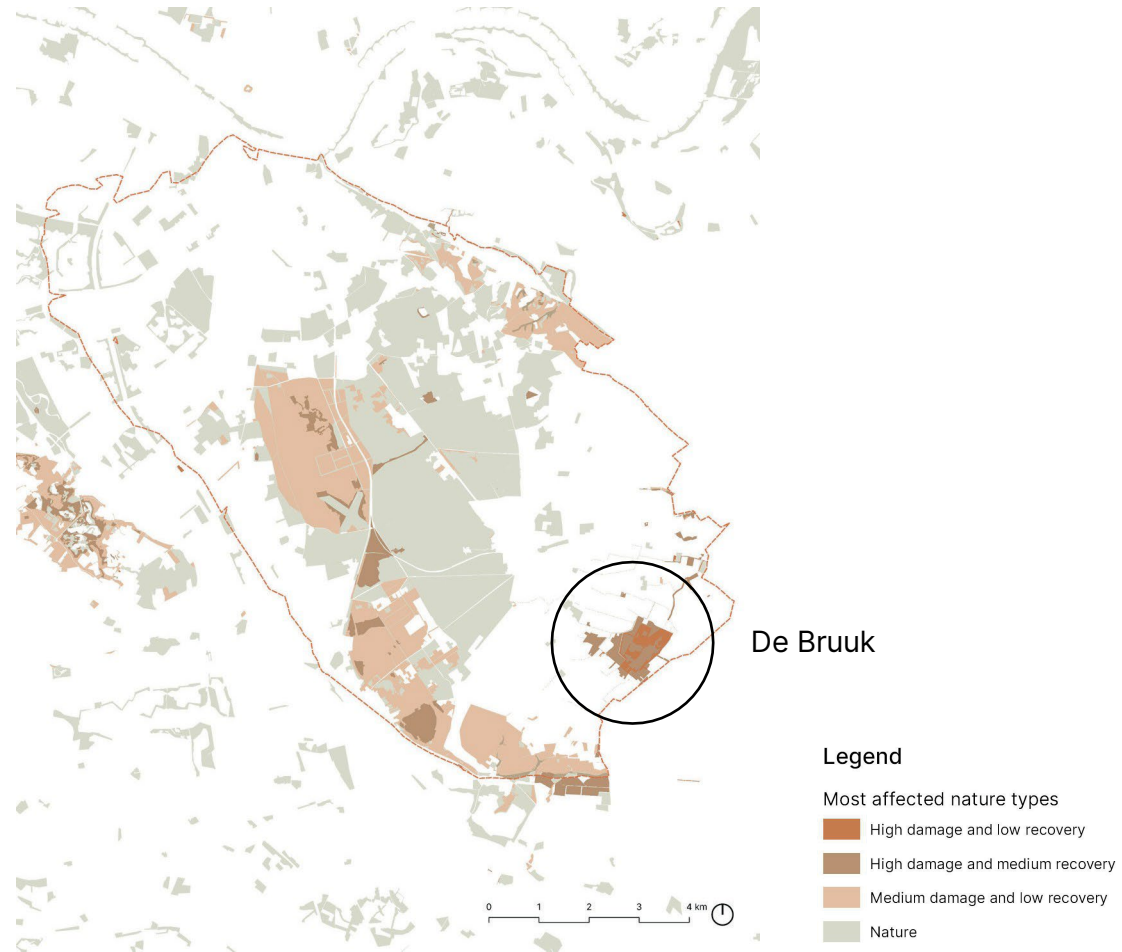 De Bruuk
Legend
Most affected nature types
High damage and low recovery
High damage and medium recovery
Medium damage and low recovery
Nature
0 1 2 3 4 km